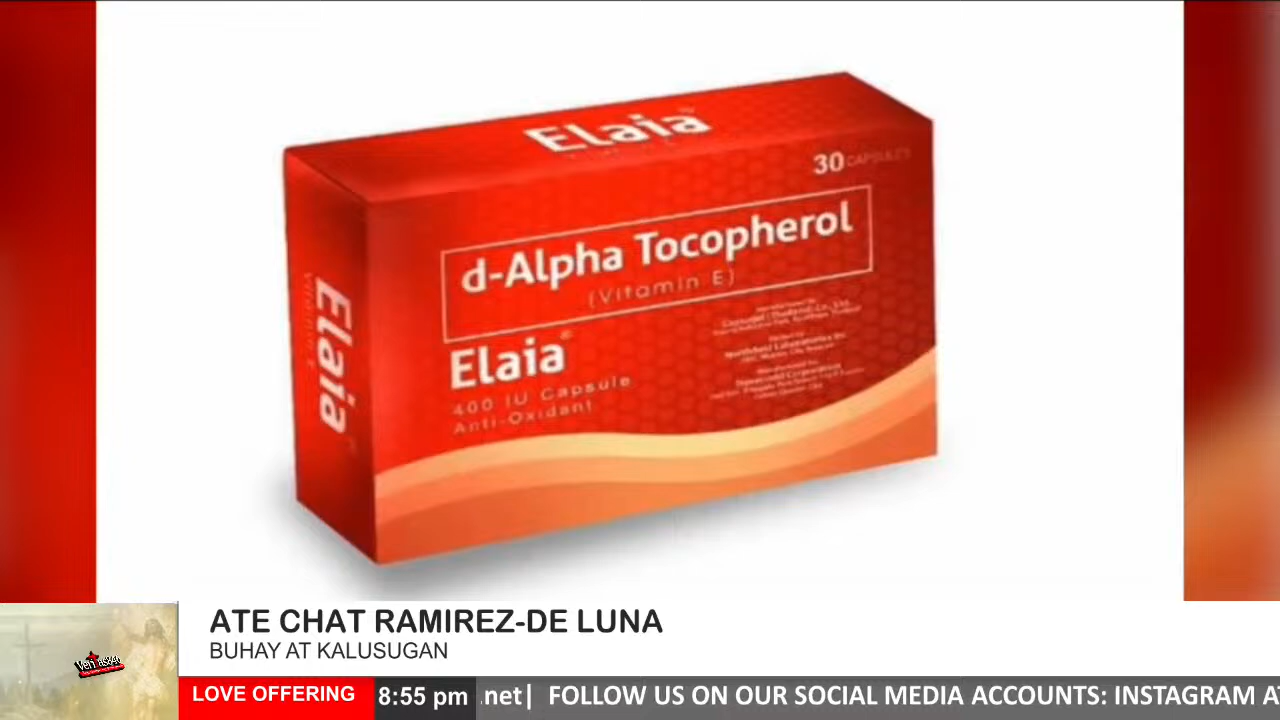 Elaia
30 CAPSULES
d-Alpha Tocopherol
(Vitamin E)
Elaia
400 IU Capsule
Anti-Oxidant
Elaia
ATE CHAT RAMIREZ-DE LUNA
BUHAY AT KALUSUGAN
LOVE OFFERING
8:55 pm
.net| FOLLOW US ON OUR SOCIAL MEDIA ACCOUNTS: INSTAGRAM AT